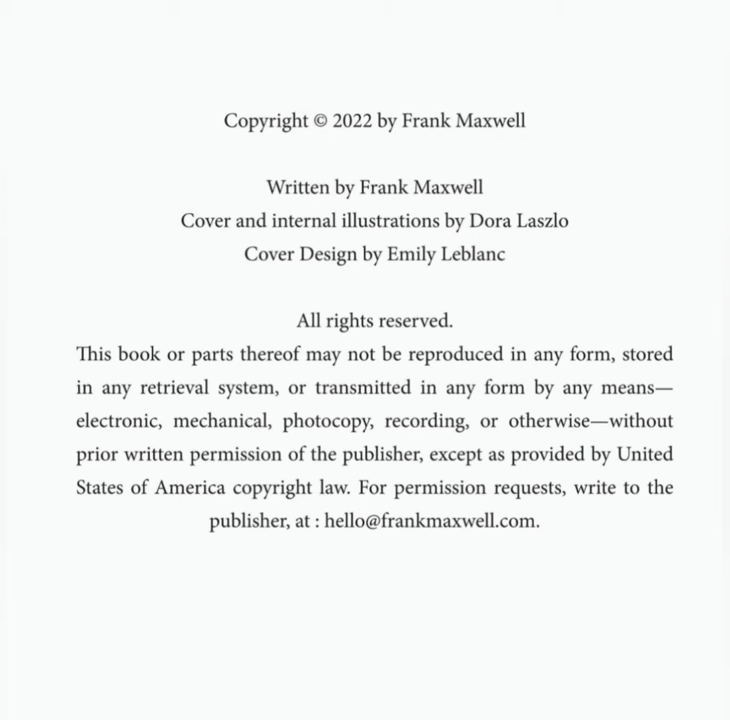 Copyright © 2022 by Frank Maxwell
Written by Frank Maxwell
Cover and internal illustrations by Dora Laszlo
Cover Design by Emily Leblanc
All rights reserved.
This book or parts thereof may not be reproduced in any form, stored
in any retrieval system, or transmitted in any form by any means—
electronic, mechanical, photocopy, recording, or otherwise—without
prior written permission of the publisher, except as provided by United
States of America copyright law. For permission requests, write to the
publisher, at : hello@frankmaxwell.com.